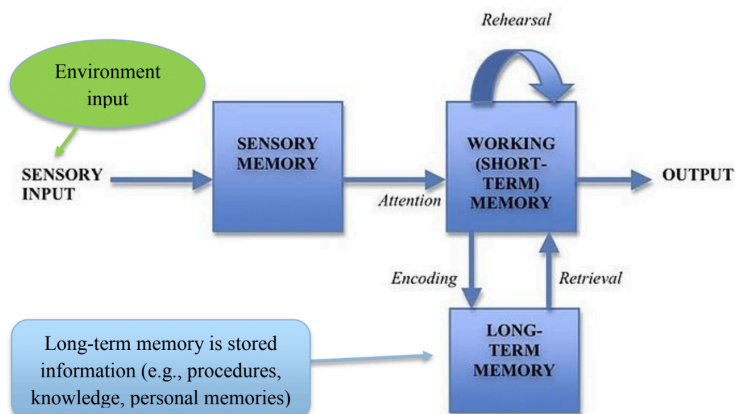 Rehearsal
Environment
input
SENSORY
INPUT
SENSORY
MEMORY
Attention
WORKING
(SHORT-
TERM)
MEMORY
OUTPUT
Encoding
Retrieval
Long-term memory is stored
information (e.g., procedures,
knowledge, personal memories)
LONG-
TERM
MEMORY